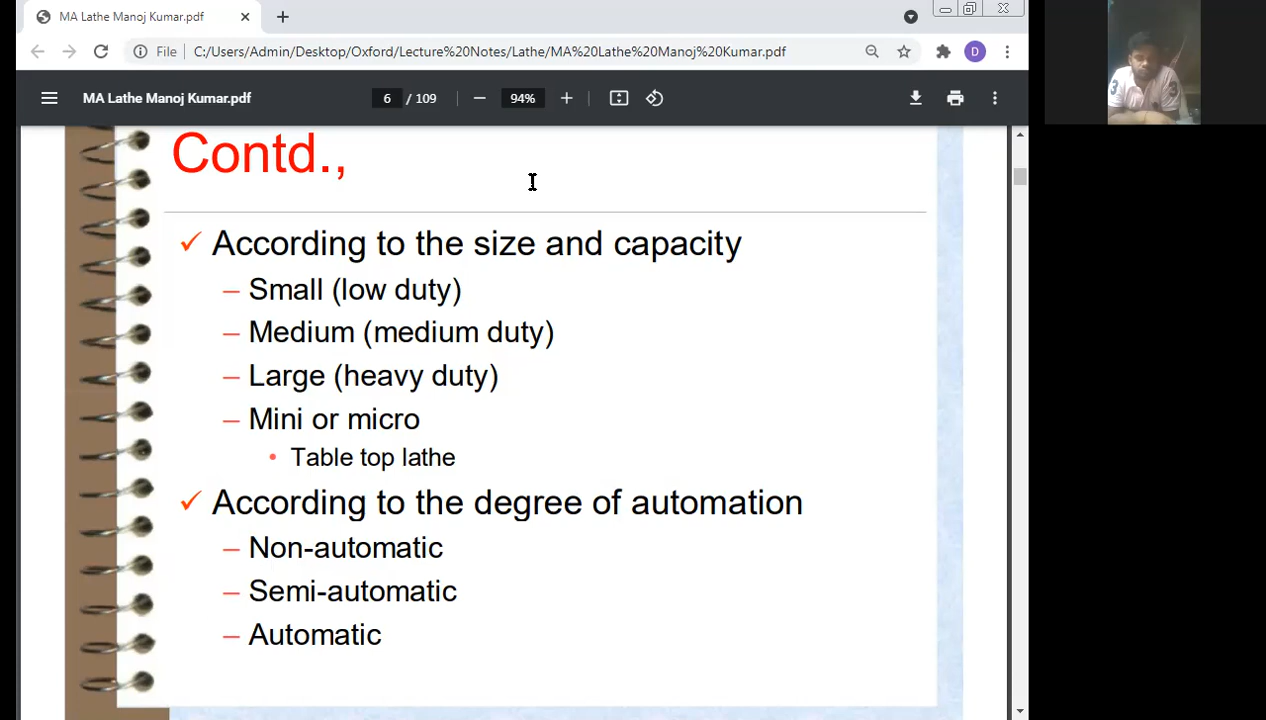 MA Lathe Manoj Kumar.pdf
File C:/Users/Admin/Desktop/Oxford/Lecture%20Notes/Lathe/MA%20Lathe%20Manoj%20Kumar.pdf
D
MA Lathe Manoj Kumar.pdf 6 / 109 94%
Contd.,
According to the size and capacity
– Small (low duty)
– Medium (medium duty)
– Large (heavy duty)
– Mini or micro
• Table top lathe
According to the degree of automation
– Non-automatic
– Semi-automatic
– Automatic
3 3